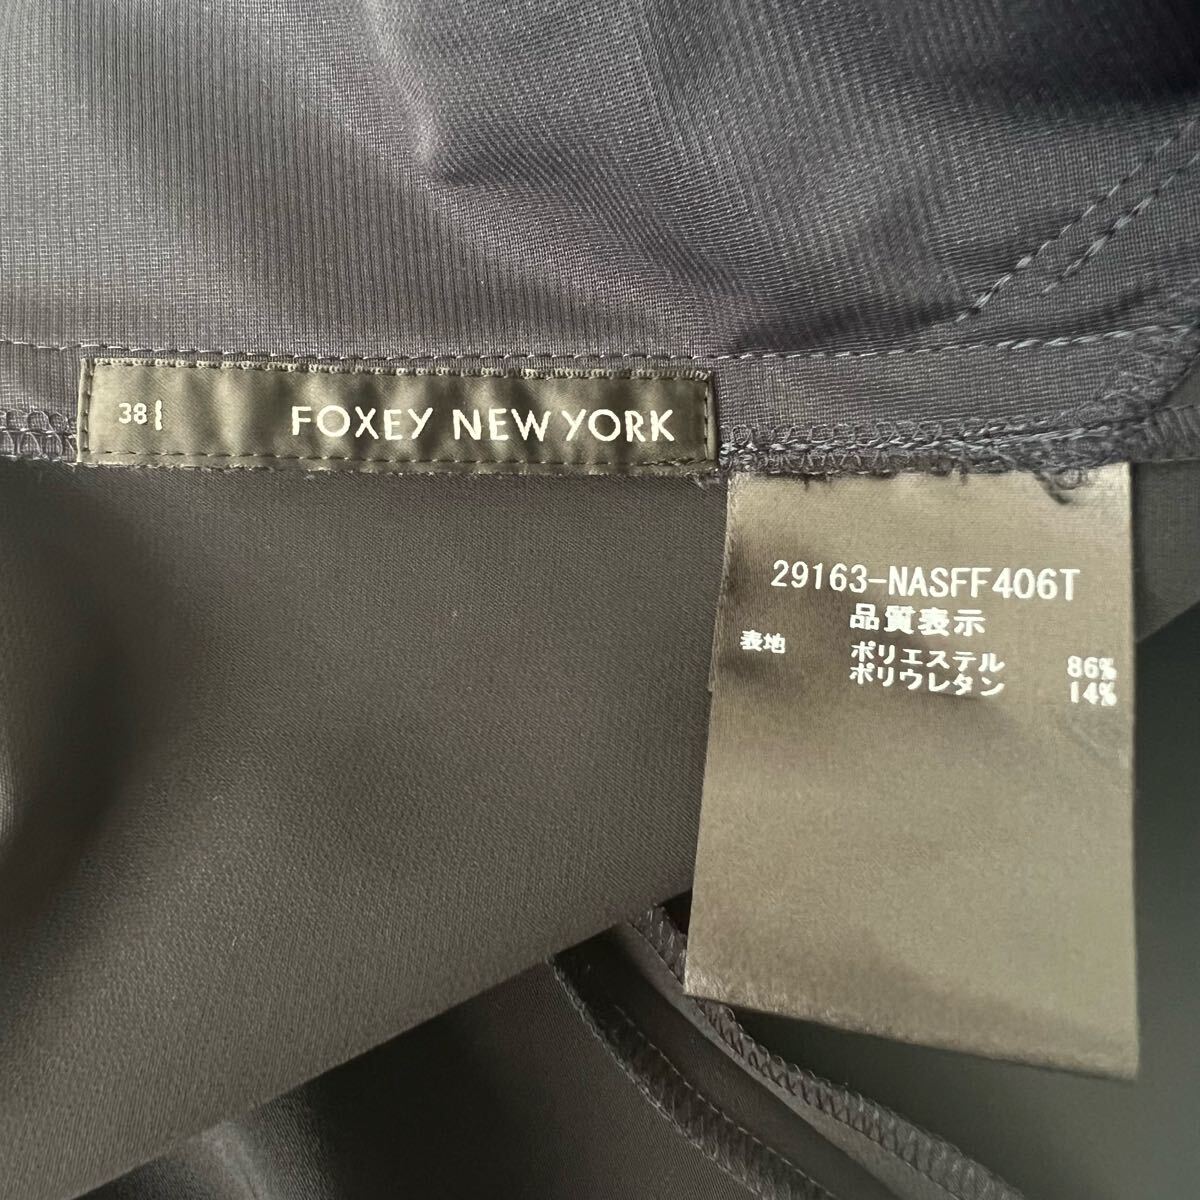 38
FOXEY NEW YORK
29163-NASFF406T
品質表示
表地 ポリエステル 86%
ポリウレタン 14%